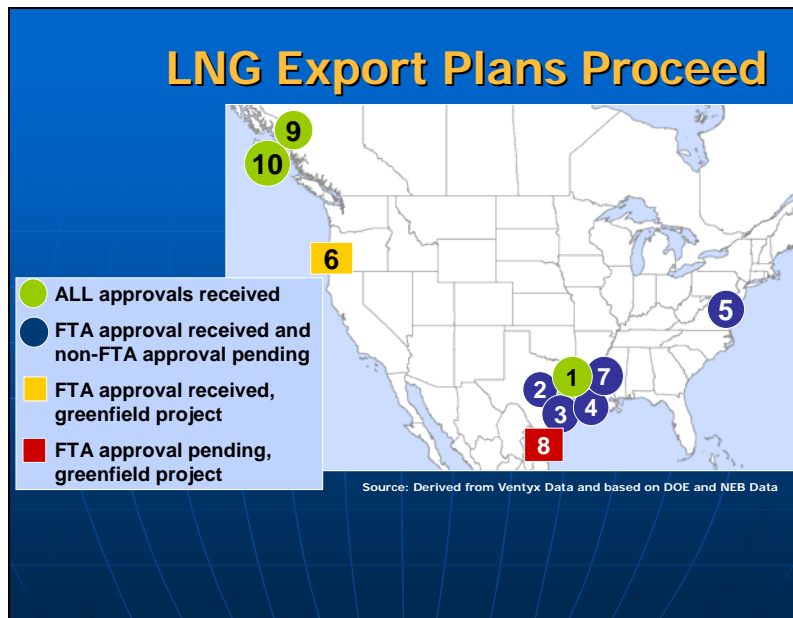 LNG Export Plans Proceed
9
10
6
5
1
7
2
4
3
8
ALL approvals received
FTA approval received and
non-FTA approval pending
FTA approval received,
greenfield project
FTA approval pending,
greenfield project
Source: Derived from Ventyx Data and based on DOE and NEB Data